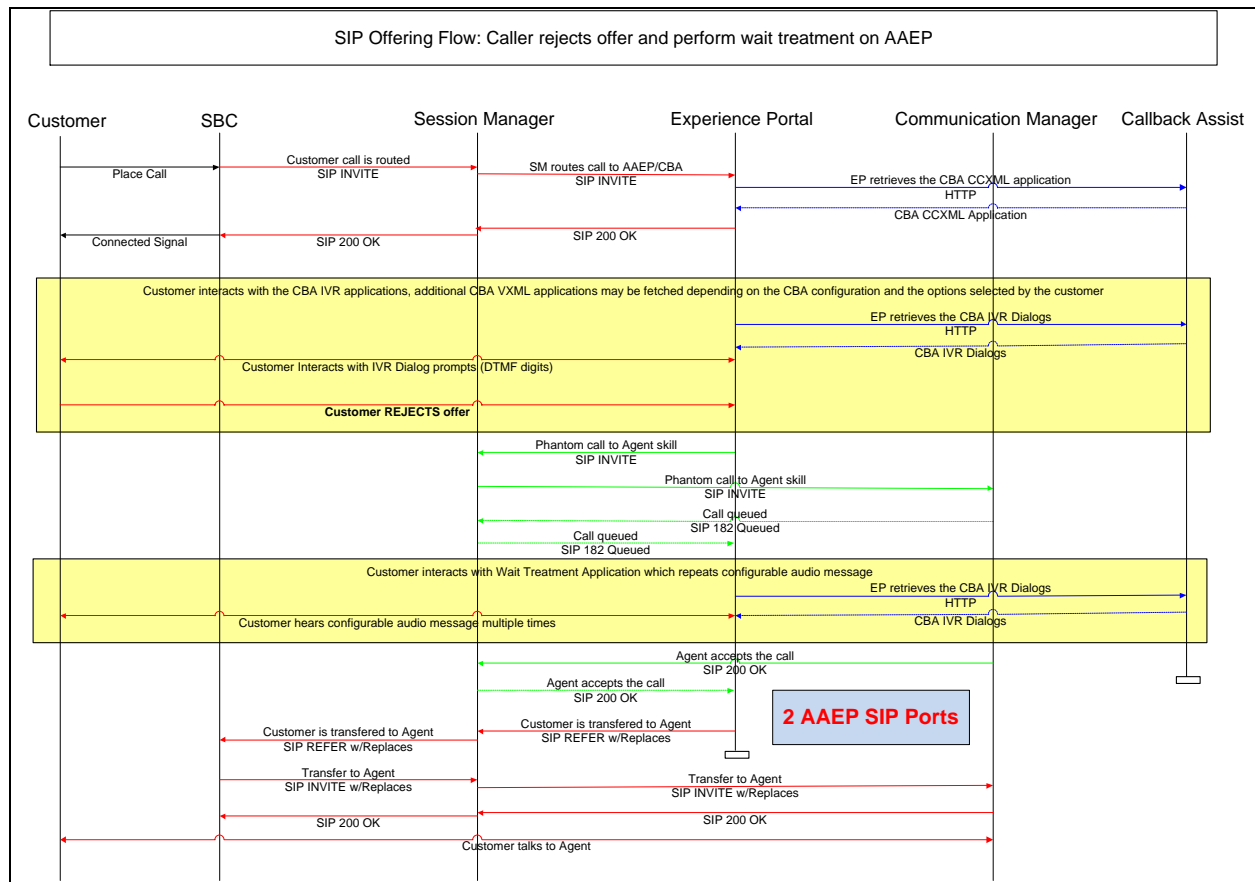 SIP Offering Flow: Caller rejects offer and perform wait treatment on AAEP
Customer
SBC
Session Manager
Experience Portal
Communication Manager
Callback Assist
Place Call
Customer call is routed
SIP INVITE
SM routes call to AAEP/CBA
SIP INVITE
EP retrieves the CBA CCXML application
HTTP
CBA CCXML Application
Connected Signal
SIP 200 OK
SIP 200 OK
Customer interacts with the CBA IVR applications, additional CBA VXML applications may be fetched depending on the CBA configuration and the options selected by the customer
EP retrieves the CBA IVR Dialogs
HTTP
CBA IVR Dialogs
Customer Interacts with IVR Dialog prompts (DTMF digits)
Customer REJECTS offer
Phantom call to Agent skill
SIP INVITE
Phantom call to Agent skill
SIP INVITE
Call queued
SIP 182 Queued
Call queued
SIP 182 Queued
Customer interacts with Wait Treatment Application which repeats configurable audio message
EP retrieves the CBA IVR Dialogs
HTTP
CBA IVR Dialogs
Customer hears configurable audio message multiple times
Agent accepts the call
SIP 200 OK
Agent accepts the call
SIP 200 OK
2 AAEP SIP Ports
Customer is transfered to Agent
SIP REFER w/Replaces
Customer is transfered to Agent
SIP REFER w/Replaces
Transfer to Agent
SIP INVITE w/Replaces
Transfer to Agent
SIP INVITE w/Replaces
SIP 200 OK
SIP 200 OK
Customer talks to Agent